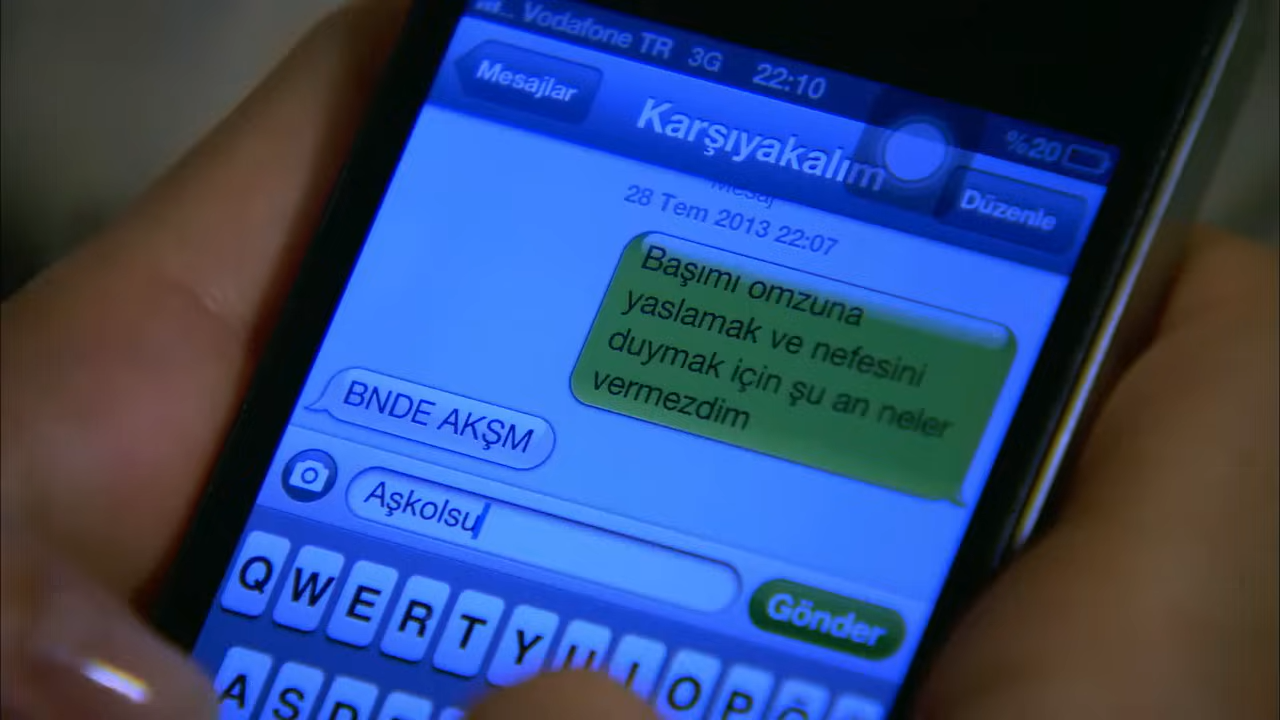 Vodafone TR 3G 22:10 %20
Mesajlar
Karşıyakalım
Düzenle
Mesaj
28 Tem 2013 22:07
Başımı omzuna
yaslamak ve nefesini
duymak için şu an neler
vermezdim
BNDE AKŞM
Aşkolsu
Gönder
Q W E R T Y U I O P
A S D